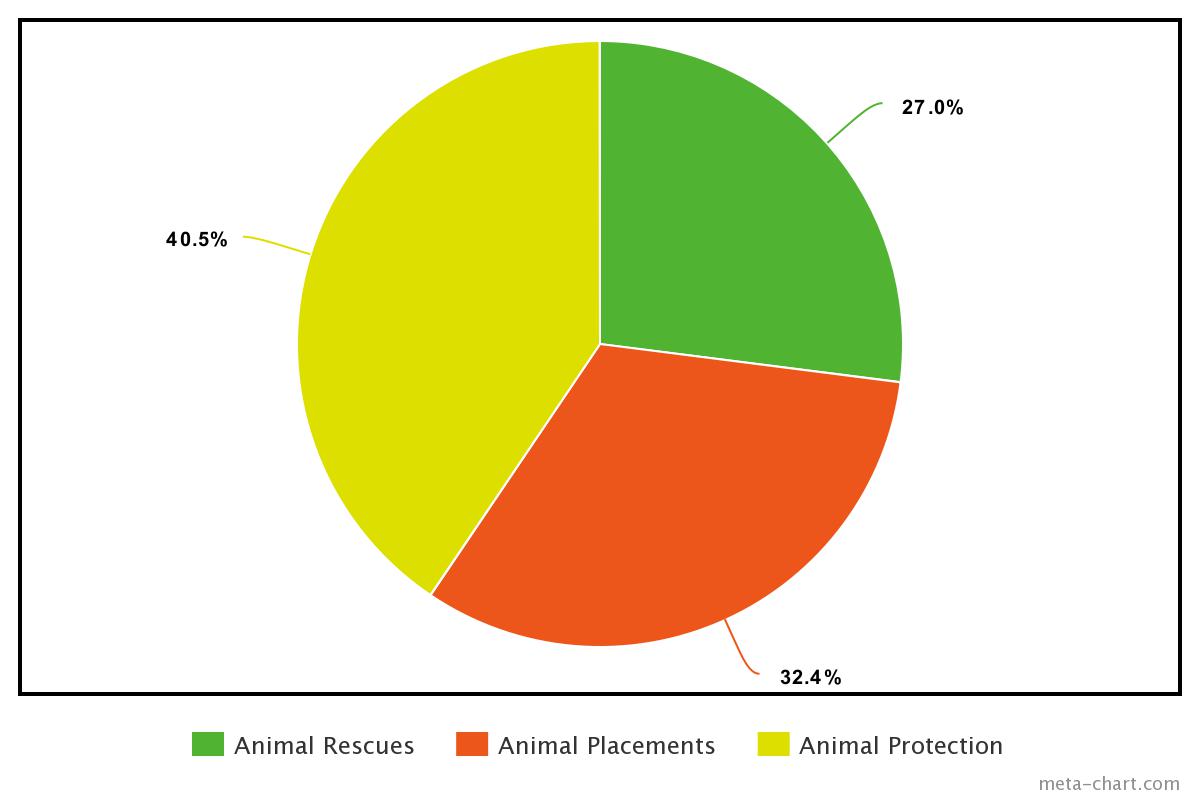 27.0%
40.5%
32.4%
Animal Rescues Animal Placements Animal Protection
meta-chart.com